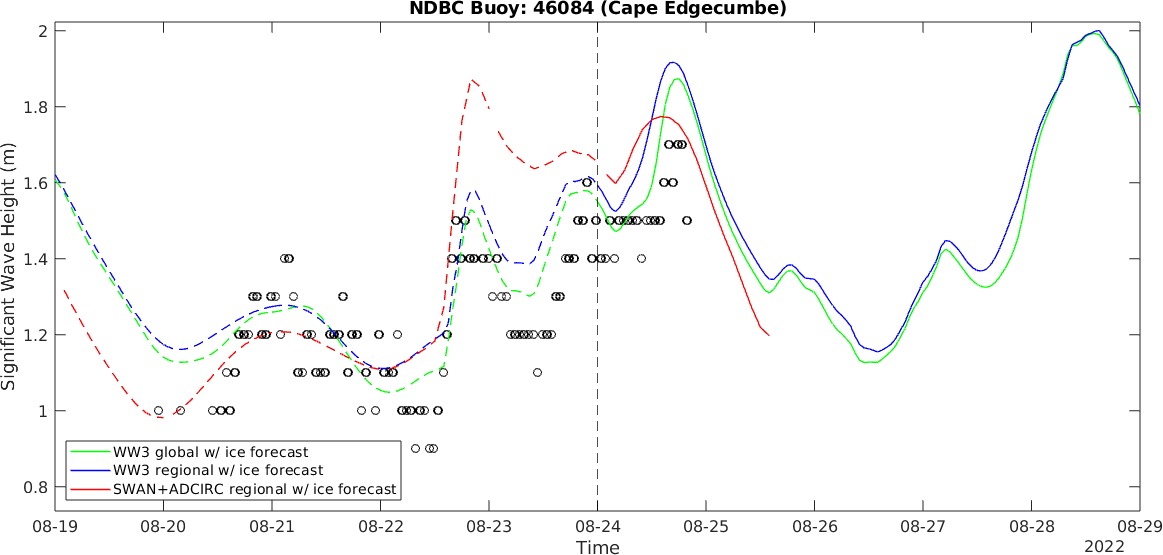 NDBC Buoy: 46084 (Cape Edgecumbe)
Significant Wave Height (m)
2
1.8
1.6
1.4
1.2
1
0.8
WW3 global w/ ice forecast
WW3 regional w/ ice forecast
SWAN+ADCIRC regional w/ ice forecast
08-19 08-20 08-21 08-22 08-23 08-24 08-25 08-26 08-27 08-28 08-29
Time
2022